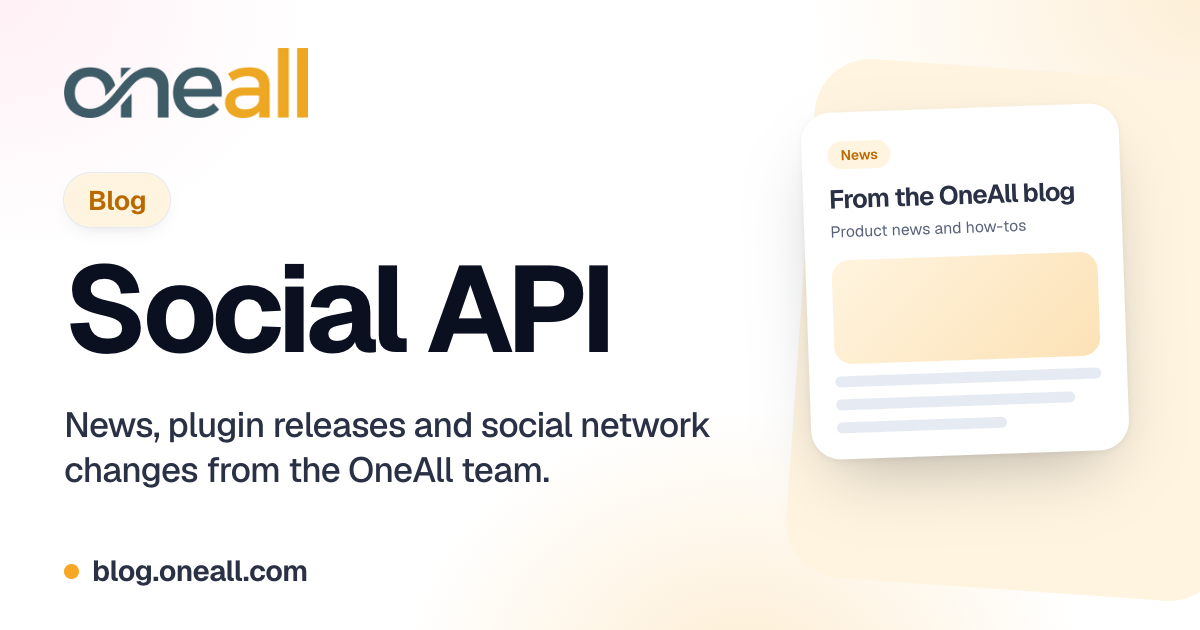 oneall
Blog
Social API
News, plugin releases and social network
changes from the OneAll team.
blog.oneall.com
News
From the OneAll blog
Product news and how-tos